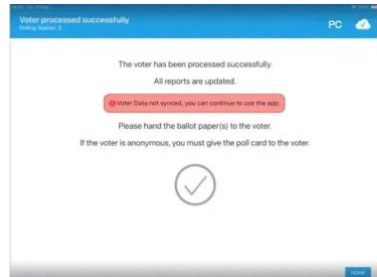 Voter processed successfully
Polling Station: 2
PC
The voter has been processed successfully.
All reports are updated.
Voter Data not synced, you can continue to use the app.
Please hand the ballot paper(s) to the voter.
If the voter is anonymous, you must give the poll card to the voter.
HOME